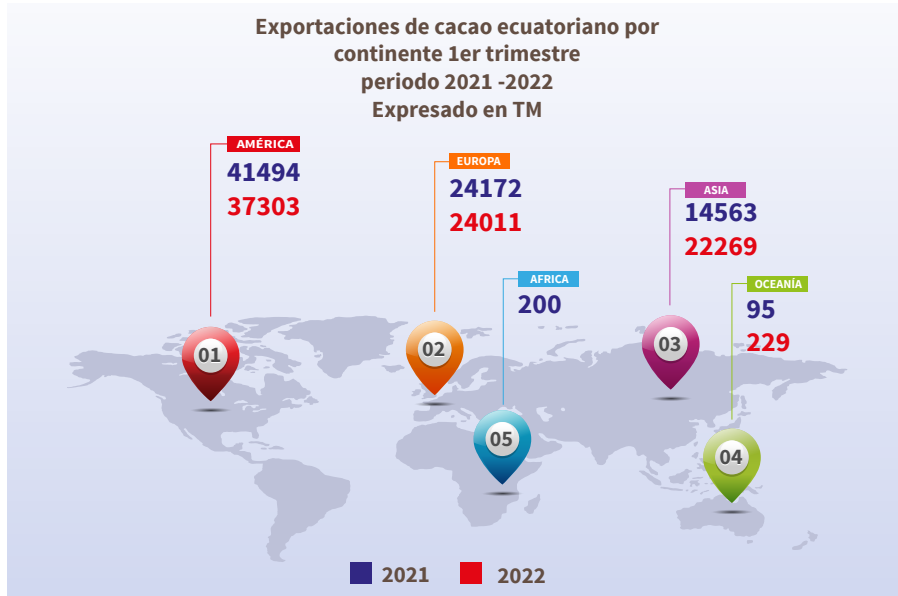 Exportaciones de cacao ecuatoriano por
continente 1er trimestre
periodo 2021 -2022
Expresado en TM
AMÉRICA
41494
37303
EUROPA
24172
24011
ASIA
14563
22269
AFRICA
200
OCEANÍA
95
229
01
02
03
05
04
2021
2022